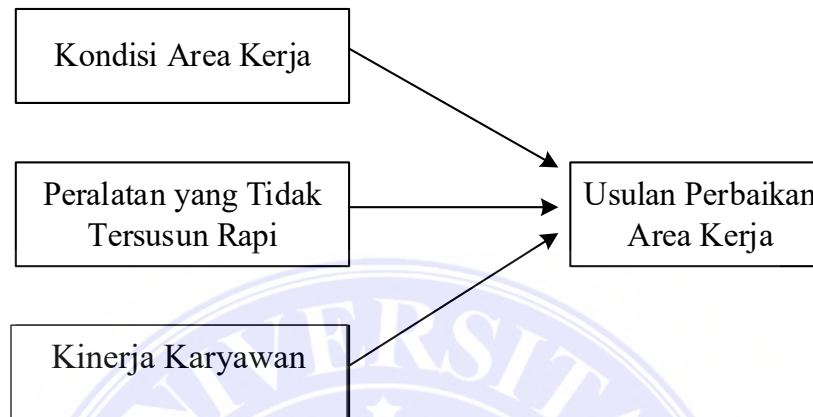 Kondisi Area Kerja
Peralatan yang Tidak
Tersusun Rapi
Usulan Perbaikan
Area Kerja
Kinerja Karyawan